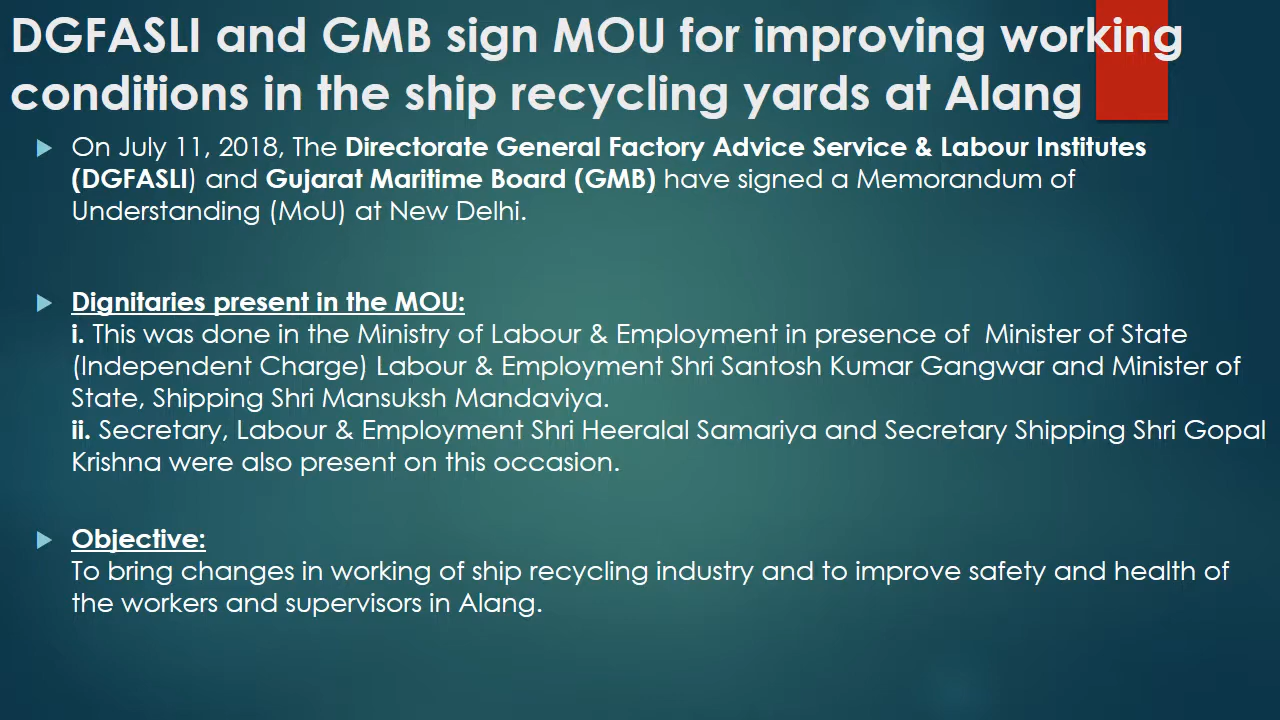 DGFASLI and GMB sign MOU for improving working
conditions in the ship recycling yards at Alang
On July 11, 2018, The Directorate General Factory Advice Service & Labour Institutes
(DGFASLI) and Gujarat Maritime Board (GMB) have signed a Memorandum of
Understanding (MoU) at New Delhi.
Dignitaries present in the MOU:
i. This was done in the Ministry of Labour & Employment in presence of  Minister of State
(Independent Charge) Labour & Employment Shri Santosh Kumar Gangwar and Minister of
State, Shipping Shri Mansuksh Mandaviya.
ii. Secretary, Labour & Employment Shri Heeralal Samariya and Secretary Shipping Shri Gopal
Krishna were also present on this occasion.
Objective:
To bring changes in working of ship recycling industry and to improve safety and health of
the workers and supervisors in Alang.